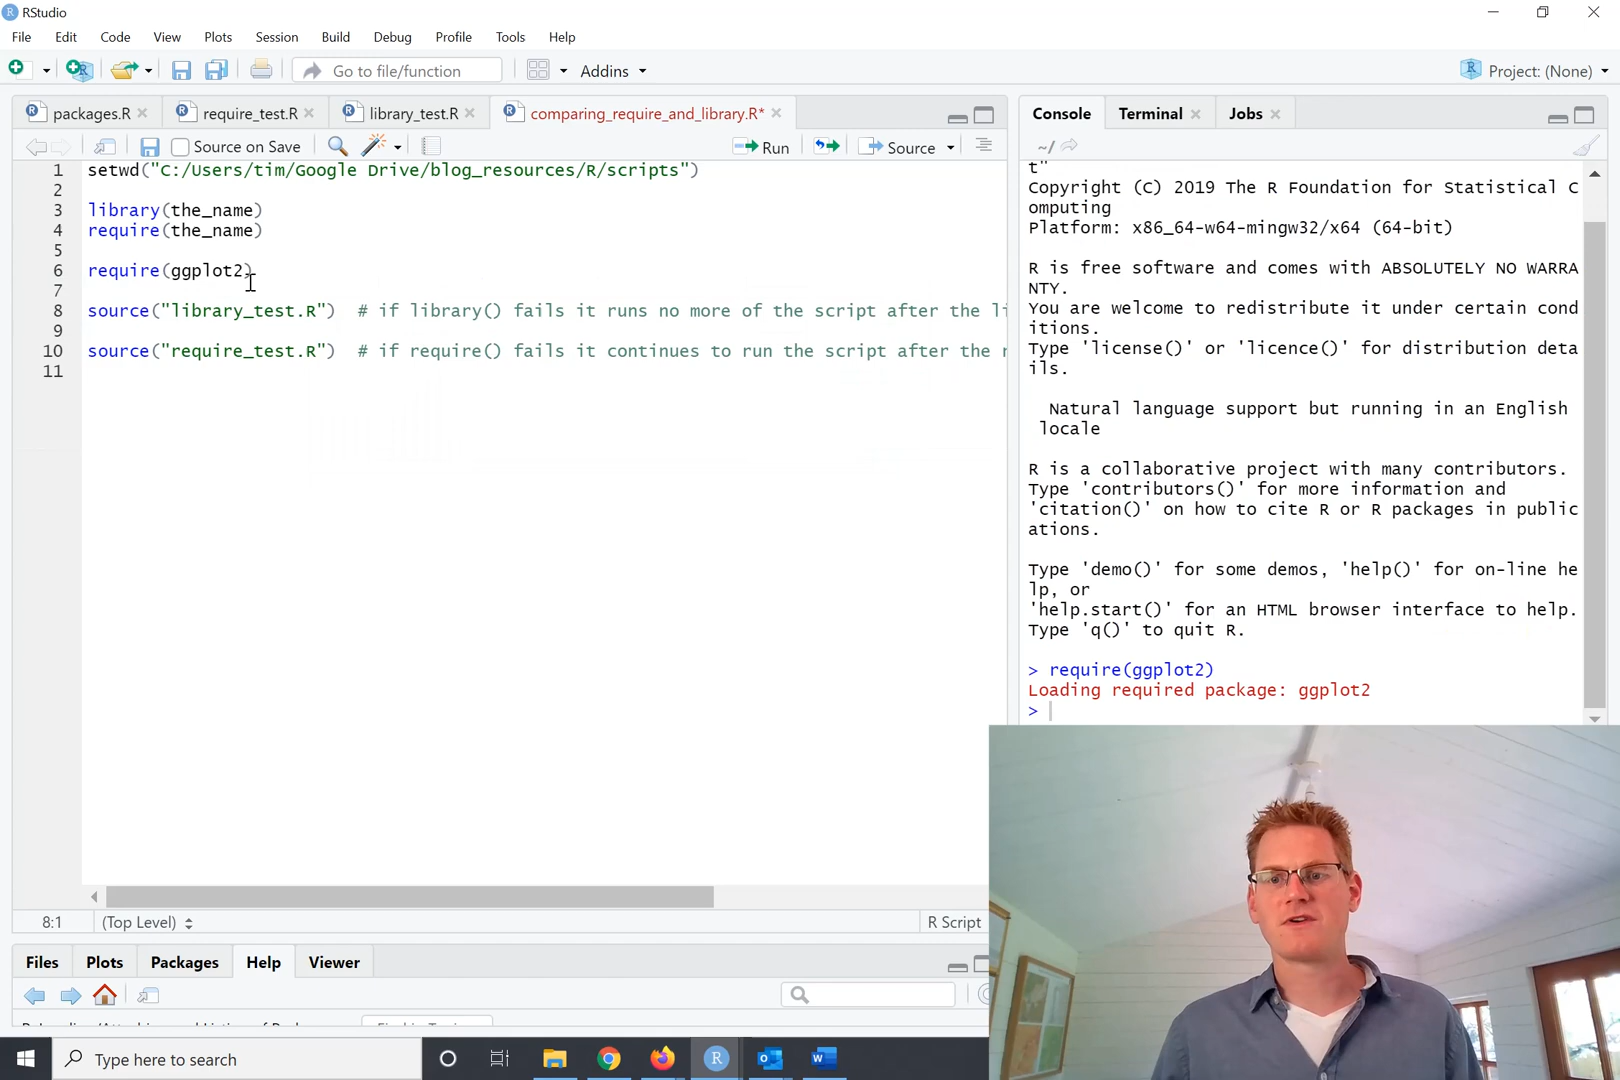 RStudio
File Edit Code View Plots Session Build Debug Profile Tools Help
Go to file/function Addins Project: (None)
packages.R require_test.R library_test.R comparing_require_and_library.R*
Source on Save Run Source
1 setwd("C:/Users/tim/Google Drive/blog_resources/R/scripts")
2
3 library(the_name)
4 require(the_name)
5
6 require(ggplot2)
7
8 source("library_test.R")  # if library() fails it runs no more of the script after the
9
10 source("require_test.R")  # if require() fails it continues to run the script after the
11
8:1 (Top Level) R Script
Files Plots Packages Help Viewer
Console Terminal Jobs
~/
t"
Copyright (C) 2019 The R Foundation for Statistical C
omputing
Platform: x86_64-w64-mingw32/x64 (64-bit)
R is free software and comes with ABSOLUTELY NO WARRA
NTY.
You are welcome to redistribute it under certain cond
itions.
Type 'license()' or 'licence()' for distribution deta
ils.
Natural language support but running in an English
locale
R is a collaborative project with many contributors.
Type 'contributors()' for more information and
'citation()' on how to cite R or R packages in public
ations.
Type 'demo()' for some demos, 'help()' for on-line he
lp, or
'help.start()' for an HTML browser interface to help.
Type 'q()' to quit R.
> require(ggplot2)
Loading required package: ggplot2
>
Type here to search